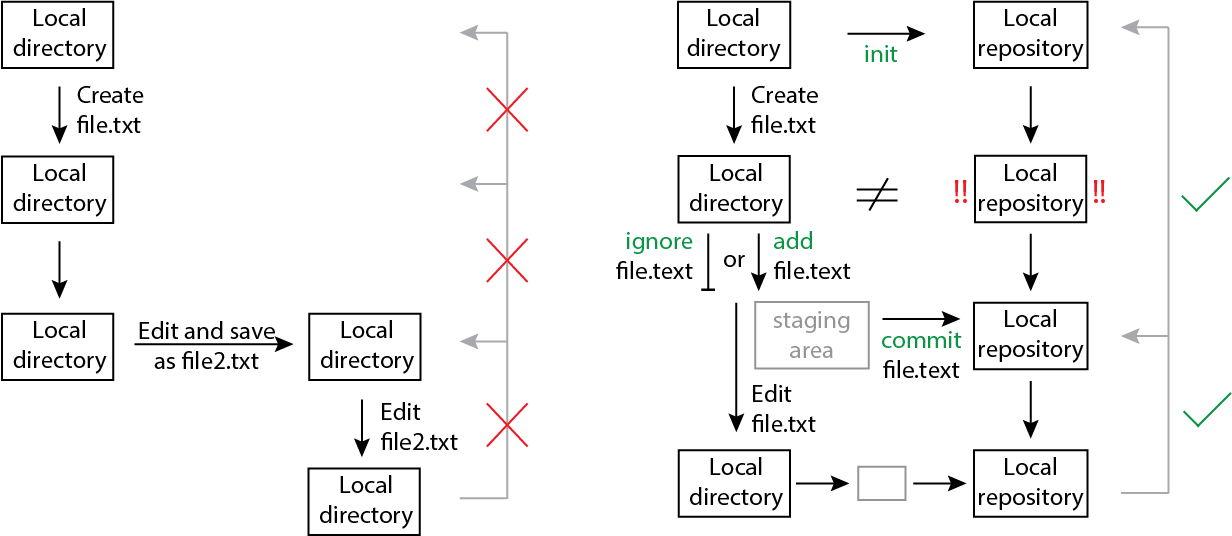 Local
directory
Create
file.txt
Local
directory
Local
directory
Edit and save
as file2.txt
Local
directory
Edit
file2.txt
Local
directory
Local
directory
init
Local
repository
Create
file.txt
Local
directory
!!
Local
repository
!!
ignore
file.text
or
add
file.text
staging
area
commit
file.text
Local
repository
Edit
file.txt
Local
directory
Local
repository